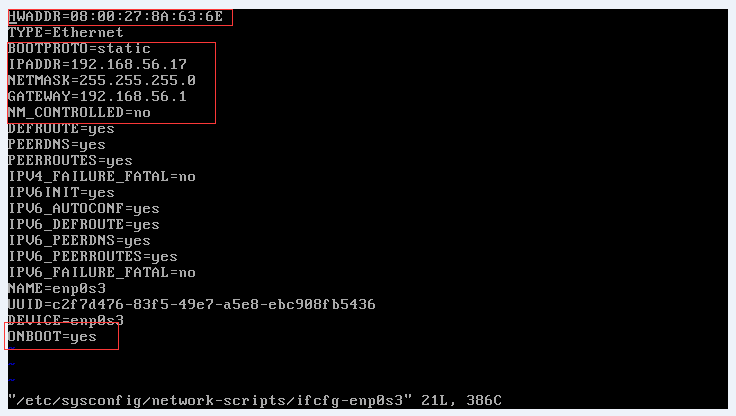 HWADDR=08:00:27:8A:63:6E
TYPE=Ethernet
BOOTPROTO=static
IPADDR=192.168.56.17
NETMASK=255.255.255.0
GATEWAY=192.168.56.1
NM_CONTROLLED=no
DEFROUTE=yes
PEERDNS=yes
PEERROUTES=yes
IPV4_FAILURE_FATAL=no
IPV6INIT=yes
IPV6_AUTOCONF=yes
IPV6_DEFROUTE=yes
IPV6_PEERDNS=yes
IPV6_PEERROUTES=yes
IPV6_FAILURE_FATAL=no
NAME=enp0s3
UUID=c2f7d476-83f5-49e7-a5e8-ebc908fb5436
DEVICE=enp0s3
ONBOOT=yes
~
~
"/etc/sysconfig/network-scripts/ifcfg-enp0s3" 21L, 386C